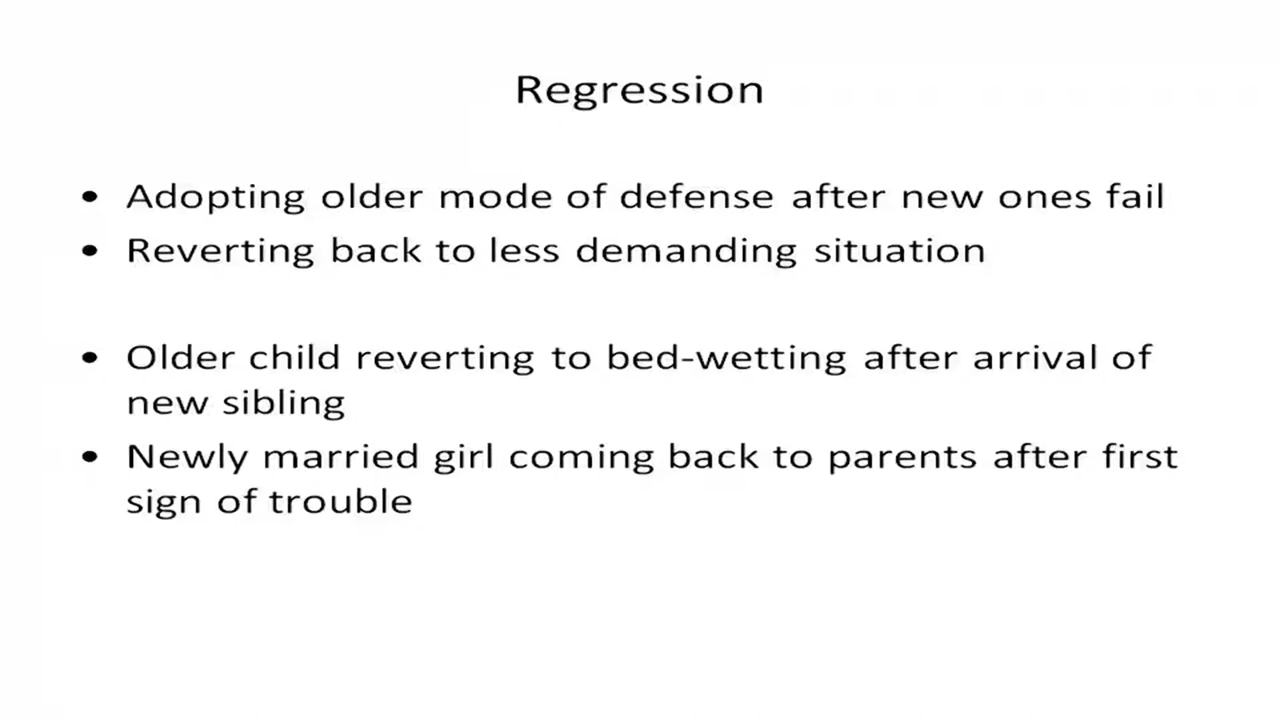 Regression
• Adopting older mode of defense after new ones fail
• Reverting back to less demanding situation
• Older child reverting to bed-wetting after arrival of
new sibling
• Newly married girl coming back to parents after first
sign of trouble